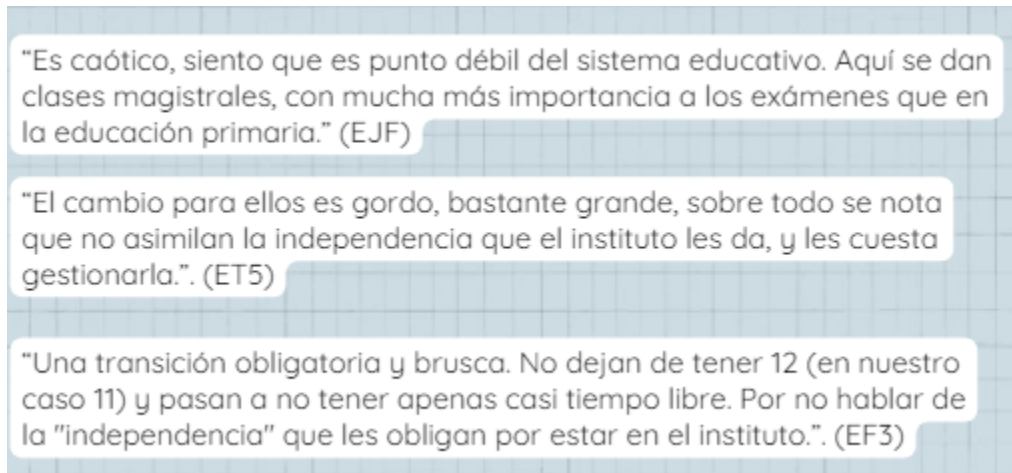 “Es caótico, siento que es punto débil del sistema educativo. Aquí se dan
clases magistrales, con mucha más importancia a los exámenes que en
la educación primaria.” (EJF)
“El cambio para ellos es gordo, bastante grande, sobre todo se nota
que no asimilan la independencia que el instituto les da, y les cuesta
gestionarla.”. (ET5)
“Una transición obligatoria y brusca. No dejan de tener 12 (en nuestro
caso 11) y pasan a no tener apenas casi tiempo libre. Por no hablar de
la "independencia" que les obligan por estar en el instituto.”. (EF3)